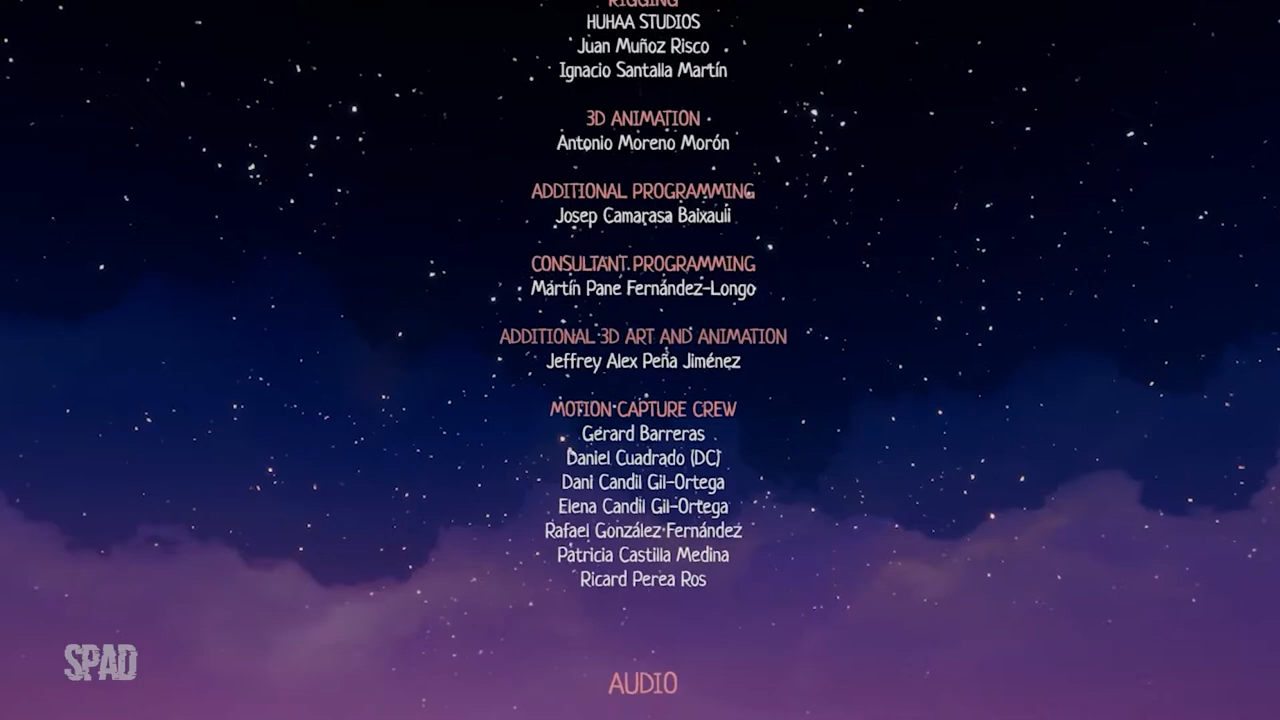 RIGGING
HUHAA STUDIOS
Juan Muñoz Risco
Ignacio Santalla Martín
3D ANIMATION
Antonio Moreno Morón
ADDITIONAL PROGRAMMING
Josep Camarasa Baixauli
CONSULTANT PROGRAMMING
Martín Pane Fernández-Longo
ADDITIONAL 3D ART AND ANIMATION
Jeffrey Alex Peña Jiménez
MOTION CAPTURE CREW
Gerard Barreras
Daniel Cuadrado (DC)
Dani Candil Gil-Ortega
Elena Candil Gil-Ortega
Rafael González Fernández
Patricia Castilla Medina
Ricard Perea Ros
SPAD
AUDIO